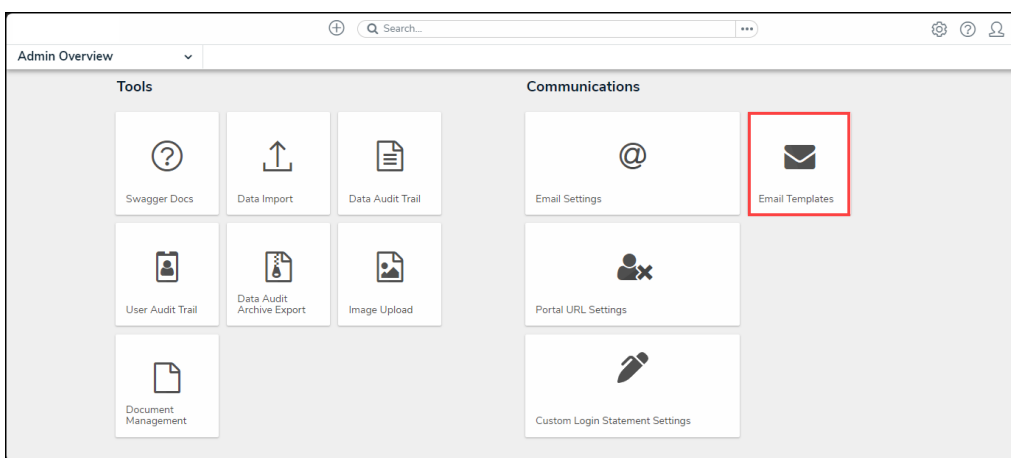 Search...
Admin Overview
Tools
Communications
Swagger Docs
Data Import
Data Audit Trail
Email Settings
Email Templates
User Audit Trail
Data Audit
Archive Export
Image Upload
Portal URL Settings
Document
Management
Custom Login Statement Settings